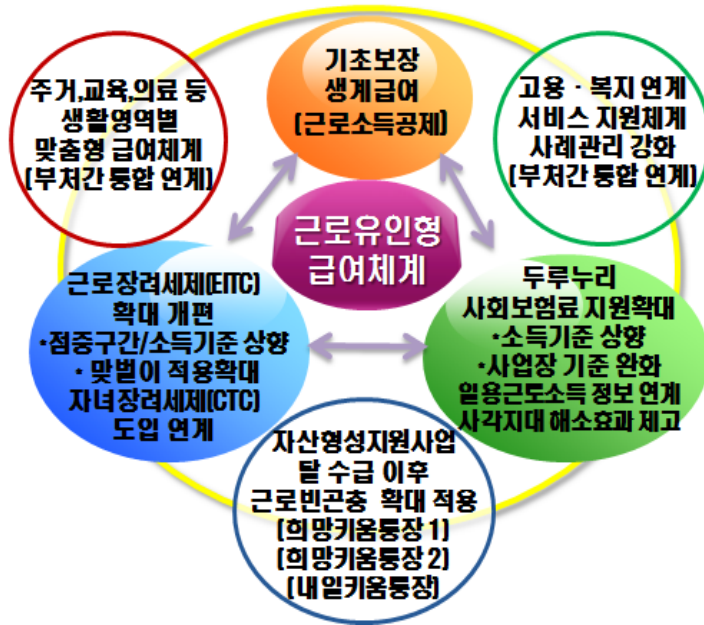 기초보장
생계급여
(근로소득공제)
주거,교육,의료 등
생활영역별
맞춤형 급여체계
(부처간 통합 연계)
고용 - 복지 연계
서비스 지원체계
사례관리 강화
(부처간 통합 연계)
근로유인형
급여체계
근로장려세제(EITC)
확대 개편
*점증구간/소득기준 상향
* 맞벌이 적용확대
자녀장려세제(CTC)
도입 연계
두루누리
사회보험료 지원확대
*소득기준 상향
*사업장 기준 완화
일용근로소득 정보 연계
사각지대 해소효과 제고
자산형성지원사업
탈 수급 이후
근로빈곤층 확대 적용
(희망키움통장 1)
(희망키움통장 2)
(내일키움통장)